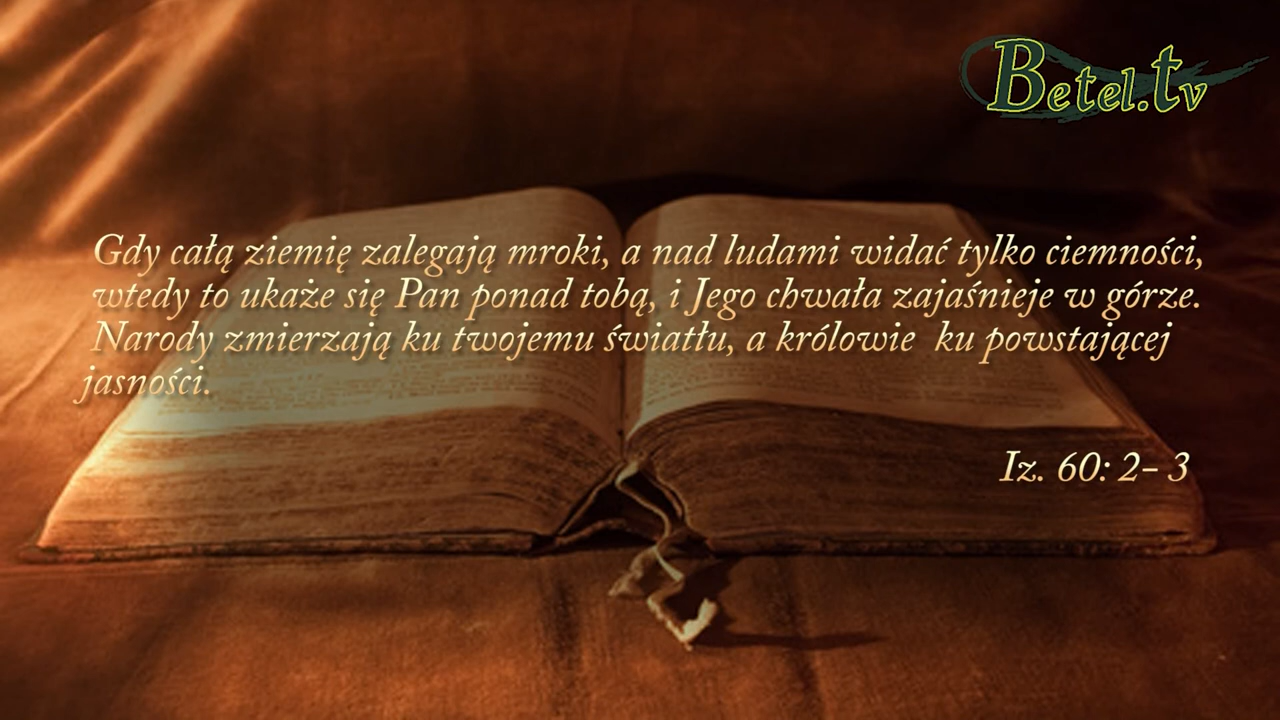 Betel.tv
Gdy całą ziemię zalegają mroki, a nad ludami widać tylko ciemności,
wtedy to ukaże się Pan ponad tobą, i Jego chwała zajaśnieje w górze.
Narody zmierzają ku twojemu światłu, a królowie  ku powstającej
jasności.
Iz. 60: 2- 3